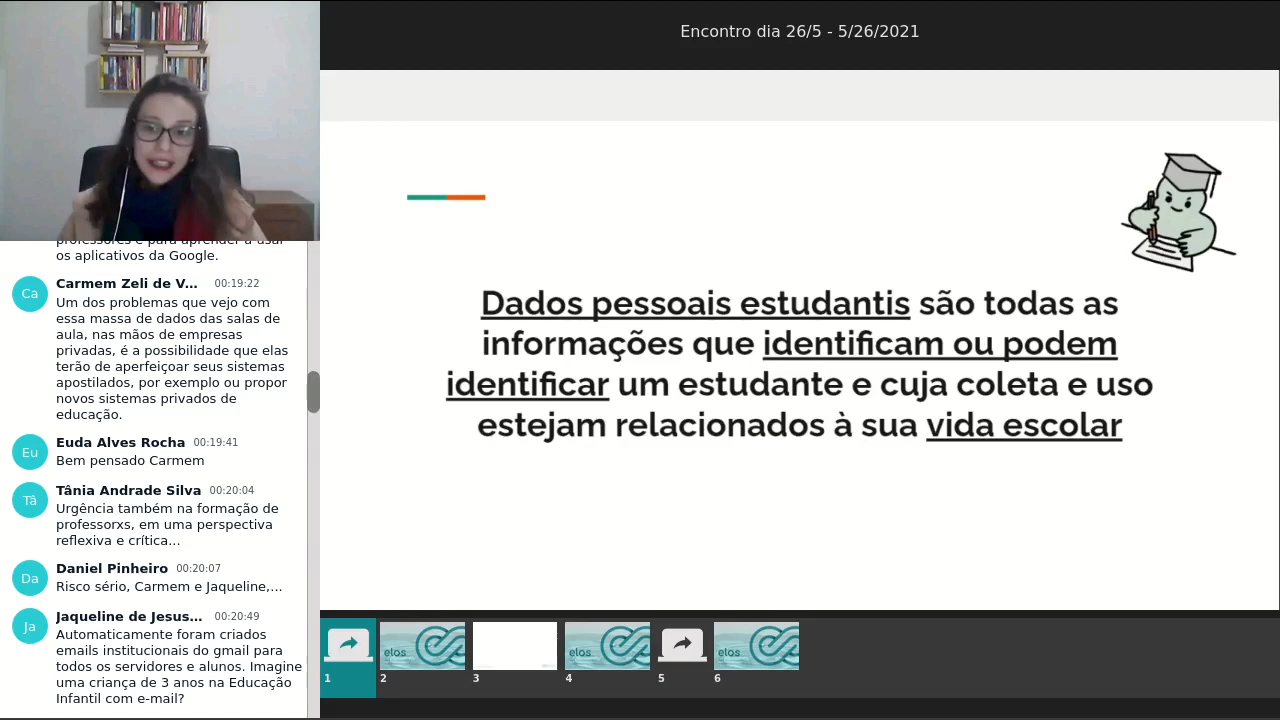 Encontro dia 26/5 - 5/26/2021
Dados pessoais estudantis são todas as
informações que identificam ou podem
identificar um estudante e cuja coleta e uso
estejam relacionados à sua vida escolar
professores e para aprender a usar
os aplicativos da Google.
Ca
Carmem Zeli de V... 00:19:22
Um dos problemas que vejo com
essa massa de dados das salas de
aula, nas mãos de empresas
privadas, é a possibilidade que elas
terão de aperfeiçoar seus sistemas
apostilados, por exemplo ou propor
novos sistemas privados de
educação.
Eu
Euda Alves Rocha 00:19:41
Bem pensado Carmem
Tâ
Tânia Andrade Silva 00:20:04
Urgência também na formação de
professorxs, em uma perspectiva
reflexiva e crítica...
Da
Daniel Pinheiro 00:20:07
Risco sério, Carmem e Jaqueline,...
Ja
Jaqueline de Jesus... 00:20:49
Automaticamente foram criados
emails institucionais do gmail para
todos os servidores e alunos. Imagine
uma criança de 3 anos na Educação
Infantil com e-mail?
elos
elos
elos
1
2
3
4
5
6